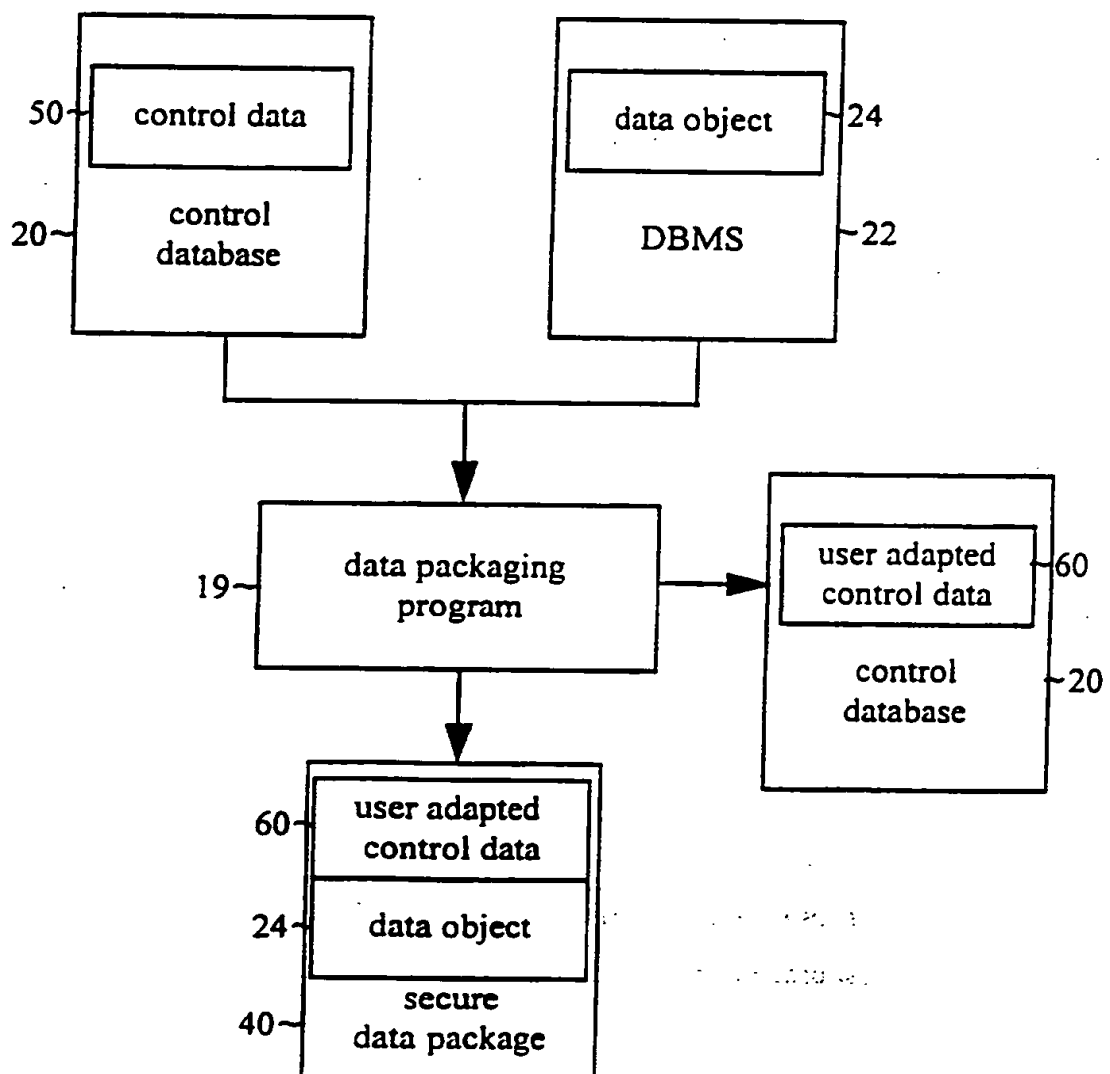 50 control data
data object 24
20 control
database
DBMS 22
19 data packaging
program
user adapted 60
control data
control 20
database
60 user adapted
control data
24 data object
secure
40 data package